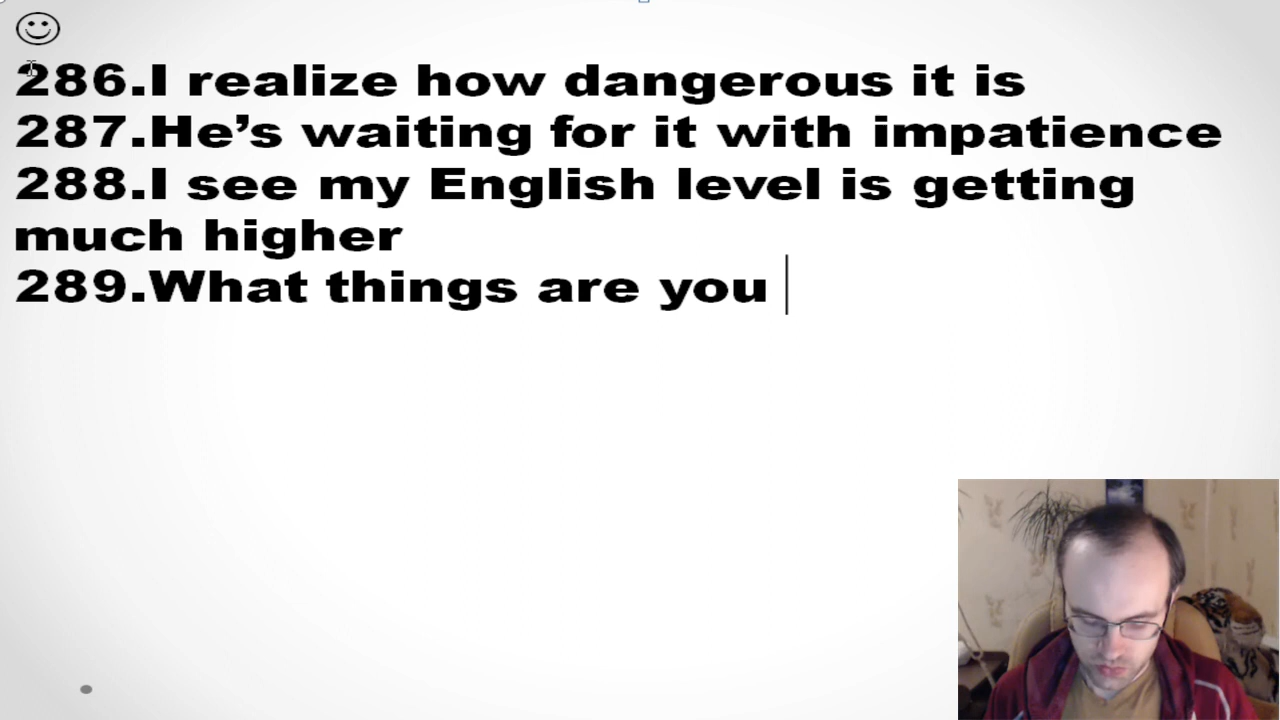 286.I realize how dangerous it is
287.He's waiting for it with impatience
288.I see my English level is getting
much higher
289.What things are you